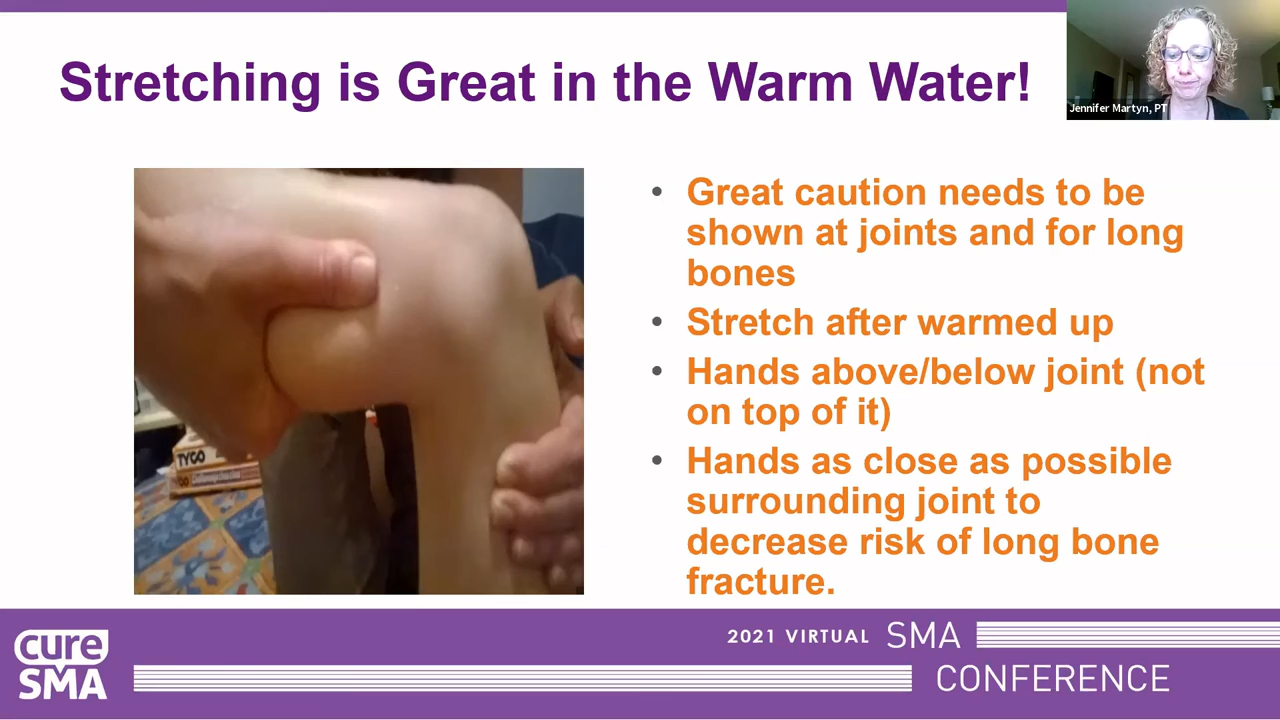 Stretching is Great in the Warm Water!
Jennifer Martyn, PT
• Great caution needs to be
shown at joints and for long
bones
• Stretch after warmed up
• Hands above/below joint (not
on top of it)
• Hands as close as possible
surrounding joint to
decrease risk of long bone
fracture.
TYCO
cure
SMA
2021 VIRTUAL SMA
CONFERENCE